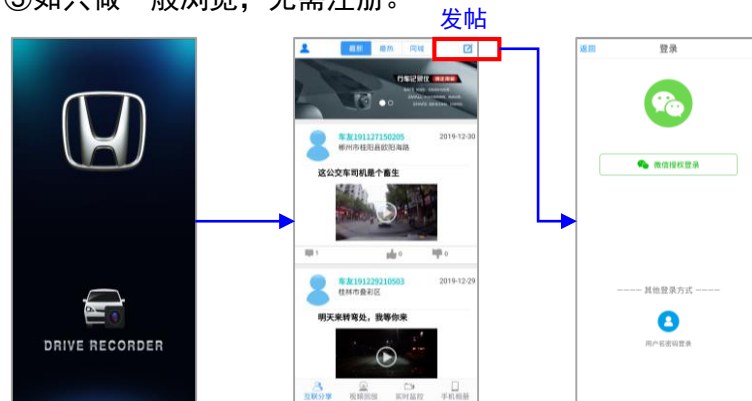 ③如只做一般浏览，无需注册。
发帖
DRIVE RECORDER
最新 最热 同城
行车记录仪
车友191127150205
2019-12-30
郴州市桂阳县欧阳海路
这公交车司机是个畜生
1
0
0
车友191229210503
2019-12-29
桂林市叠彩区
明天来转弯处，我等你来
互联分享 视频回放 实时监控 手机相册
返回 登录
微信授权登录
其他登录方式
用户名密码登录